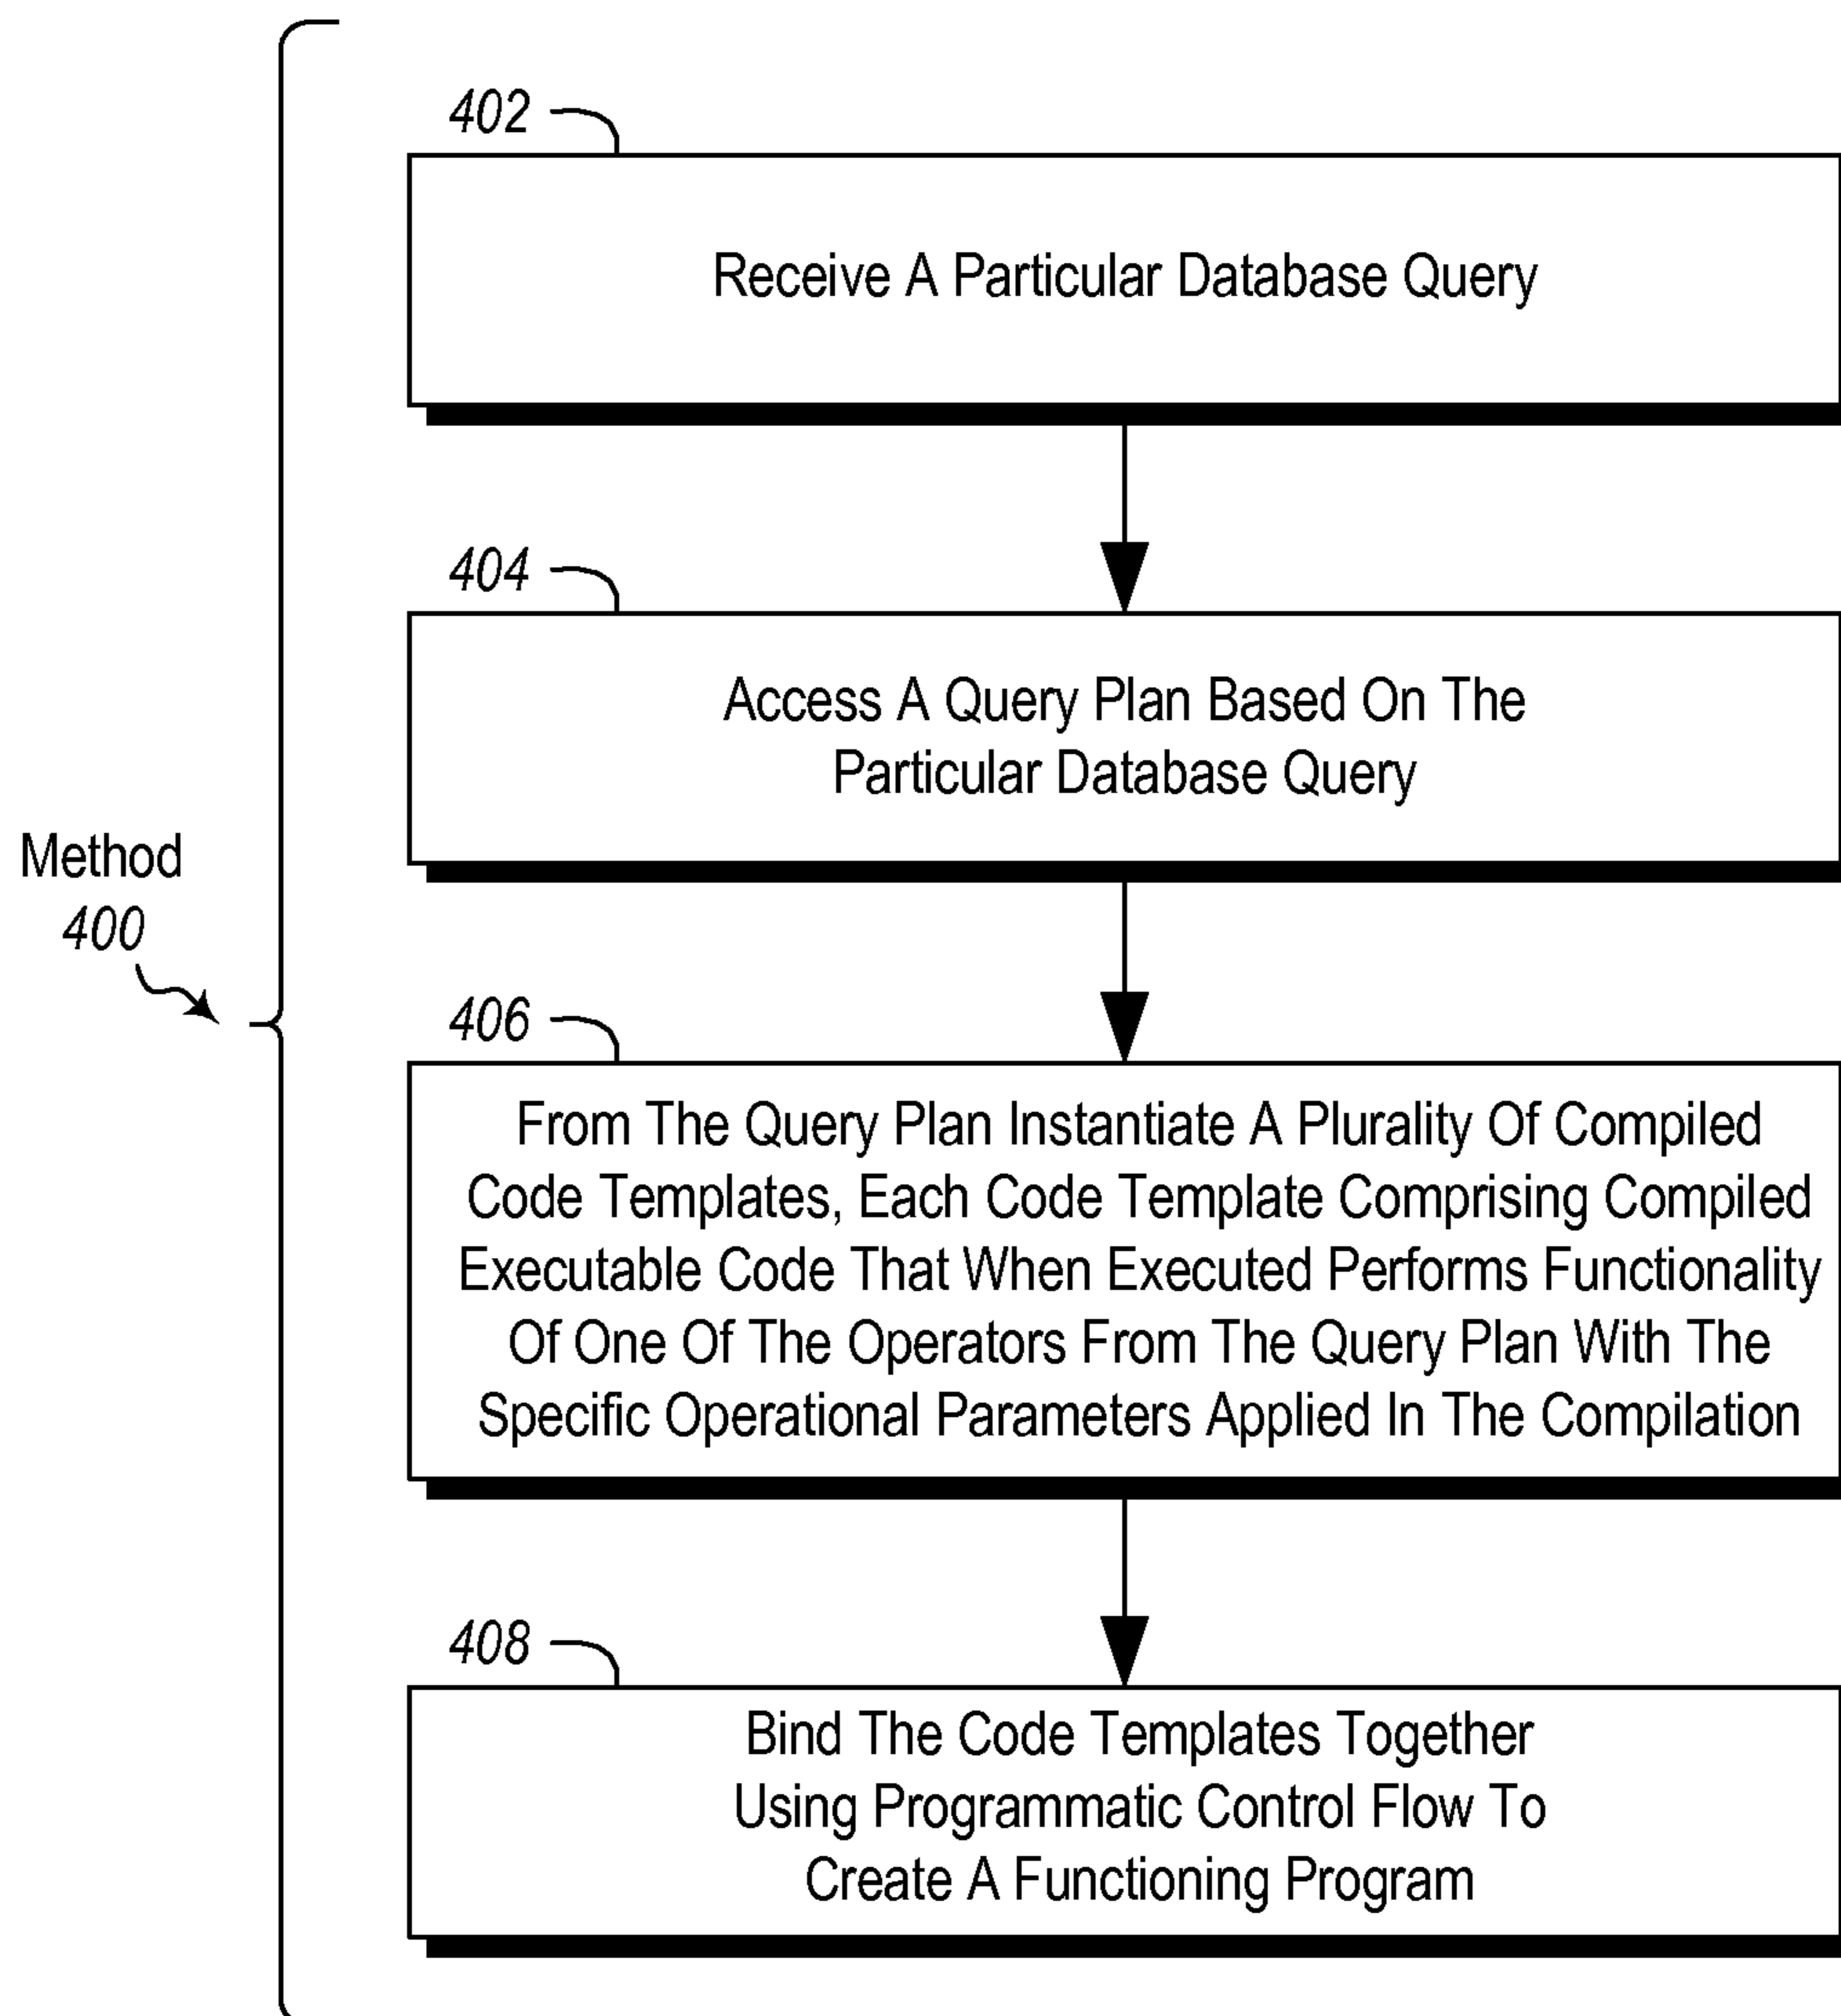 402
Receive A Particular Database Query
404
Access A Query Plan Based On The
Particular Database Query
Method
400
406
From The Query Plan Instantiate A Plurality Of Compiled
Code Templates, Each Code Template Comprising Compiled
Executable Code That When Executed Performs Functionality
Of One Of The Operators From The Query Plan With The
Specific Operational Parameters Applied In The Compilation
408
Bind The Code Templates Together
Using Programmatic Control Flow To
Create A Functioning Program